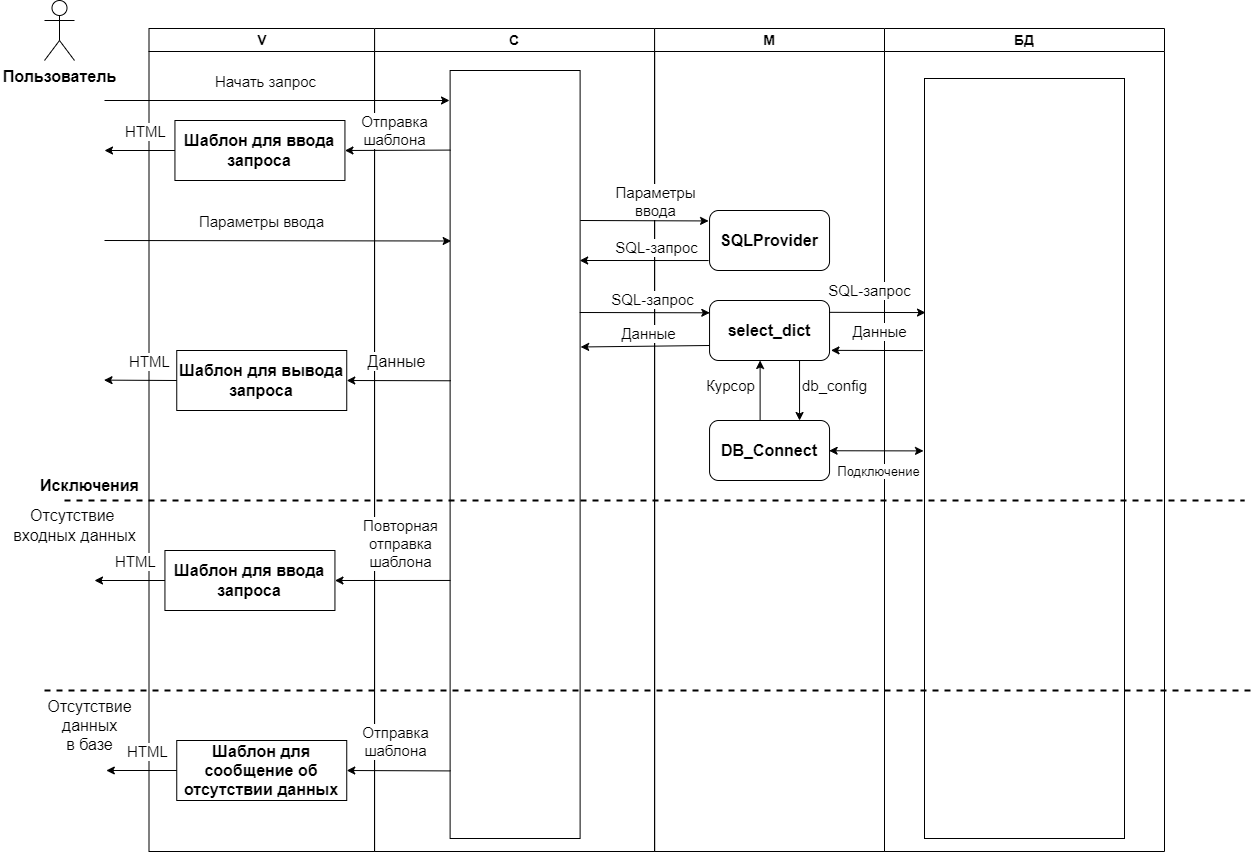 V
С
М
БД
Пользователь
Начать запрос
HTML
Шаблон для ввода
запроса
Отправка
шаблона
Параметры
ввода
Параметры ввода
SQLProvider
SQL-запрос
SQL-запрос
SQL-запрос
select_dict
Данные
Данные
HTML
Шаблон для вывода
запроса
Данные
Курсор
db_config
DB_Connect
Подключение
Исключения
Отсутствие
входных данных
HTML
Шаблон для ввода
запроса
Повторная
отправка
шаблона
Отсутствие
данных
в базе
HTML
Шаблон для
сообщение об
отсутствии данных
Отправка
шаблона